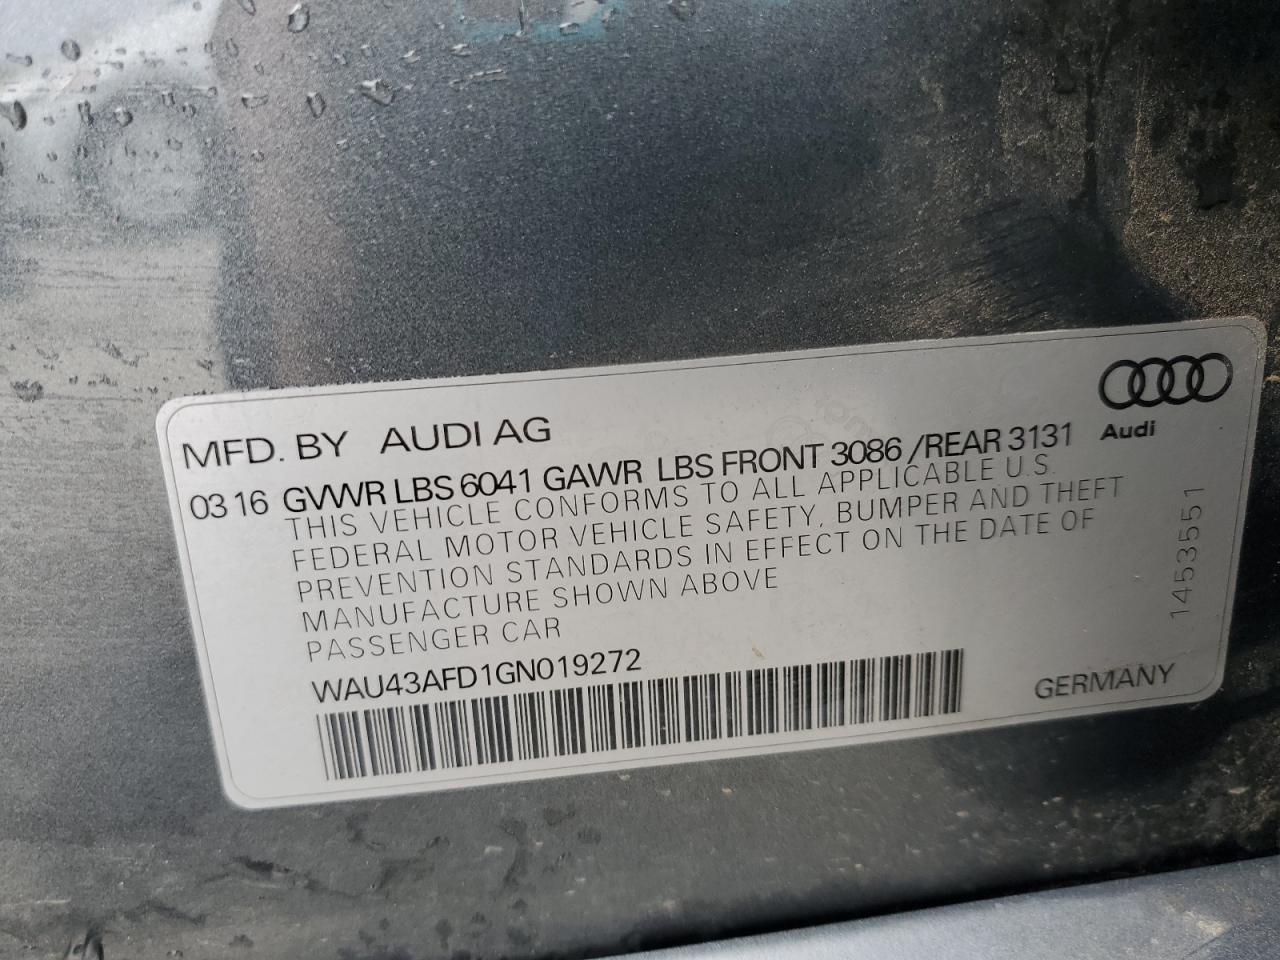 MFD. BY AUDI AG
Audi
03 16 GVWR LBS 6041 GAWR LBS FRONT 3086 /REAR 3131
THIS VEHICLE CONFORMS TO ALL APPLICABLE U.S.
FEDERAL MOTOR VEHICLE SAFETY, BUMPER AND THEFT
PREVENTION STANDARDS IN EFFECT ON THE DATE OF
MANUFACTURE SHOWN ABOVE
PASSENGER CAR
WAU43AFD1GN019272
GERMANY
1453551